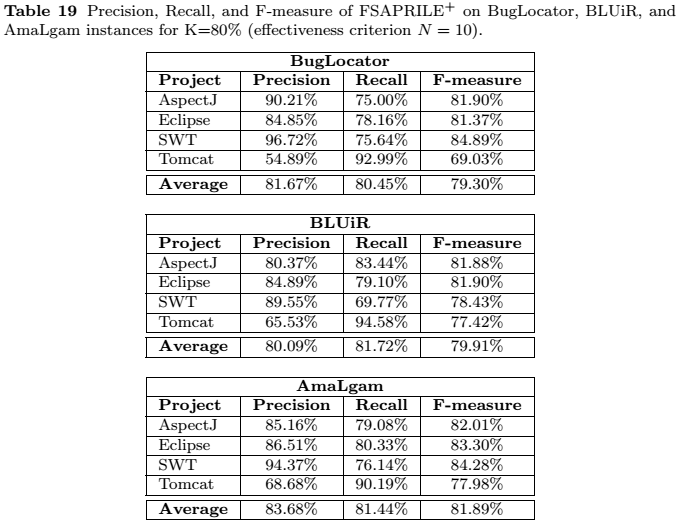 Table 19 Precision, Recall, and F-measure of FSAPRILE+ on BugLocator, BLUiR, and
AmaLgam instances for K=80% (effectiveness criterion N = 10).
BugLocator
Project Precision Recall F-measure
AspectJ 90.21% 75.00% 81.90%
Eclipse 84.85% 78.16% 81.37%
SWT 96.72% 75.64% 84.89%
Tomcat 54.89% 92.99% 69.03%
Average 81.67% 80.45% 79.30%
BLUiR
Project Precision Recall F-measure
AspectJ 80.37% 83.44% 81.88%
Eclipse 84.89% 79.10% 81.90%
SWT 89.55% 69.77% 78.43%
Tomcat 65.53% 94.58% 77.42%
Average 80.09% 81.72% 79.91%
AmaLgam
Project Precision Recall F-measure
AspectJ 85.16% 79.08% 82.01%
Eclipse 86.51% 80.33% 83.30%
SWT 94.37% 76.14% 84.28%
Tomcat 68.68% 90.19% 77.98%
Average 83.68% 81.44% 81.89%